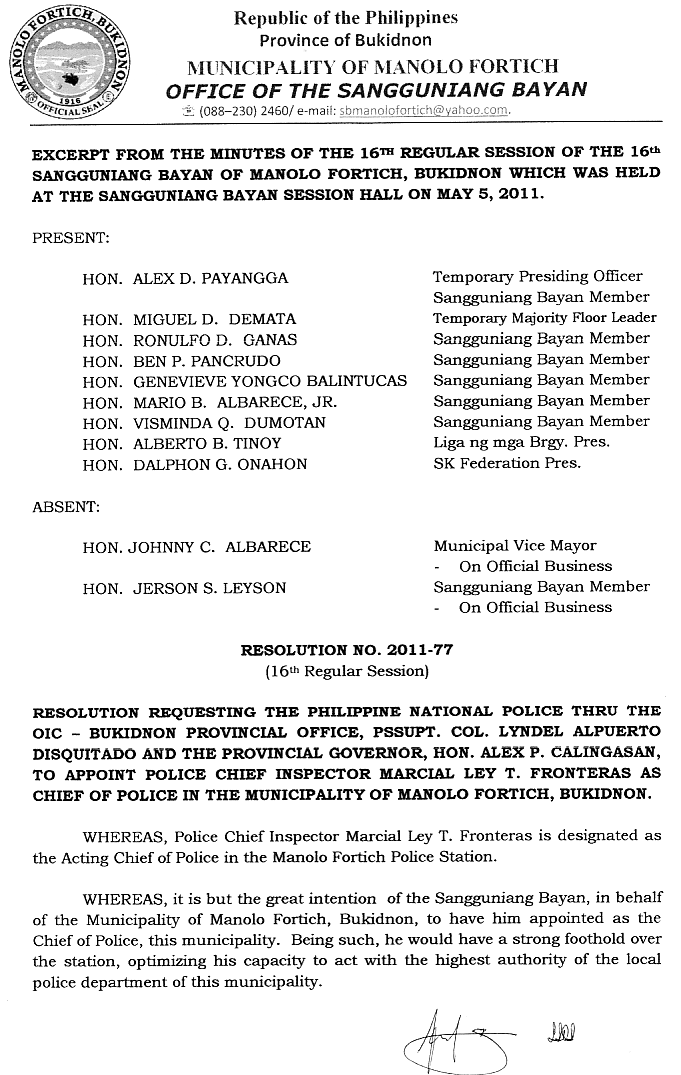 MANOLO FORTICH, BUKIDNON
1916
OFFICIAL SEAL
Republic of the Philippines
Province of Bukidnon
MUNICIPALITY OF MANOLO FORTICH
OFFICE OF THE SANGGUNIANG BAYAN
☏ (088–230) 2460/ e-mail: sbmanolofortich@yahoo.com.
EXCERPT FROM THE MINUTES OF THE 16TH REGULAR SESSION OF THE 16th
SANGGUNIANG BAYAN OF MANOLO FORTICH, BUKIDNON WHICH WAS HELD
AT THE SANGGUNIANG BAYAN SESSION HALL ON MAY 5, 2011.
PRESENT:
HON. ALEX D. PAYANGGA Temporary Presiding Officer
Sangguniang Bayan Member
HON. MIGUEL D. DEMATA Temporary Majority Floor Leader
HON. RONULFO D. GANAS Sangguniang Bayan Member
HON. BEN P. PANCRUDO Sangguniang Bayan Member
HON. GENEVIEVE YONGCO BALINTUCAS Sangguniang Bayan Member
HON. MARIO B. ALBARECE, JR. Sangguniang Bayan Member
HON. VISMINDA Q. DUMOTAN Sangguniang Bayan Member
HON. ALBERTO B. TINOY Liga ng mga Brgy. Pres.
HON. DALPHON G. ONAHON SK Federation Pres.
ABSENT:
HON. JOHNNY C. ALBARECE Municipal Vice Mayor
- On Official Business
HON. JERSON S. LEYSON Sangguniang Bayan Member
- On Official Business
RESOLUTION NO. 2011-77
(16th Regular Session)
RESOLUTION REQUESTING THE PHILIPPINE NATIONAL POLICE THRU THE
OIC – BUKIDNON PROVINCIAL OFFICE, PSSUPT. COL. LYNDEL ALPUERTO
DISQUITADO AND THE PROVINCIAL GOVERNOR, HON. ALEX P. CALINGASAN,
TO APPOINT POLICE CHIEF INSPECTOR MARCIAL LEY T. FRONTERAS AS
CHIEF OF POLICE IN THE MUNICIPALITY OF MANOLO FORTICH, BUKIDNON.
WHEREAS, Police Chief Inspector Marcial Ley T. Fronteras is designated as
the Acting Chief of Police in the Manolo Fortich Police Station.
WHEREAS, it is but the great intention of the Sangguniang Bayan, in behalf
of the Municipality of Manolo Fortich, Bukidnon, to have him appointed as the
Chief of Police, this municipality. Being such, he would have a strong foothold over
the station, optimizing his capacity to act with the highest authority of the local
police department of this municipality.